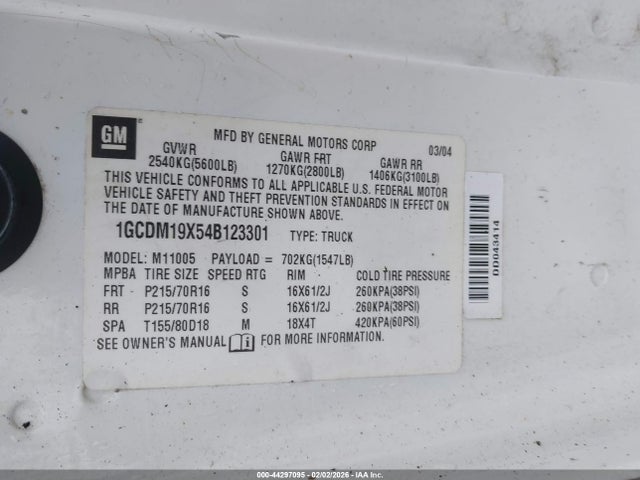 GM
MFD BY GENERAL MOTORS CORP 03/04
GVWR GAWR FRT GAWR RR
2540KG(5600LB) 1270KG(2800LB) 1406KG(3100LB)
THIS VEHICLE CONFORMS TO ALL APPLICABLE U.S. FEDERAL MOTOR
VEHICLE SAFETY AND THEFT PREVENTION STANDARDS IN EFFECT ON THE
DATE OF MANUFACTURE SHOWN ABOVE.
1GCDM19X54B123301 TYPE: TRUCK
MODEL: M11005 PAYLOAD = 702KG(1547LB)
MPBA TIRE SIZE SPEED RTG RIM COLD TIRE PRESSURE
FRT P215/70R16 S 16X61/2J 260KPA(38PSI)
RR P215/70R16 S 16X61/2J 260KPA(38PSI)
SPA T155/80D18 M 18X4T 420KPA(60PSI)
SEE OWNER'S MANUAL i FOR MORE INFORMATION.
DD043414
000-44297095 - 02/02/2026 - IAAI.com